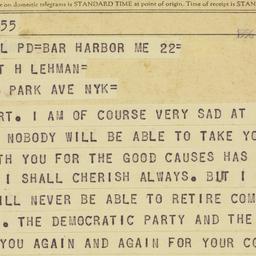 e on domestic telegrams is STANDARD TIME at point of origin. Time of receipt is STAN
55
L PD=BAR HARBOR ME 22=
T H LEHMAN=
PARK AVE NYK=
RT. I AM OF COURSE VERY SAD AT
NOBODY WILL BE ABLE TO TAKE YO
TH YOU FOR THE GOOD CAUSES HAS
I SHALL CHERISH ALWAYS. BUT I
ILL NEVER BE ABLE TO RETIRE COM
. THE DEMOCRATIC PARTY AND THE
YOU AGAIN AND AGAIN FOR YOUR CO